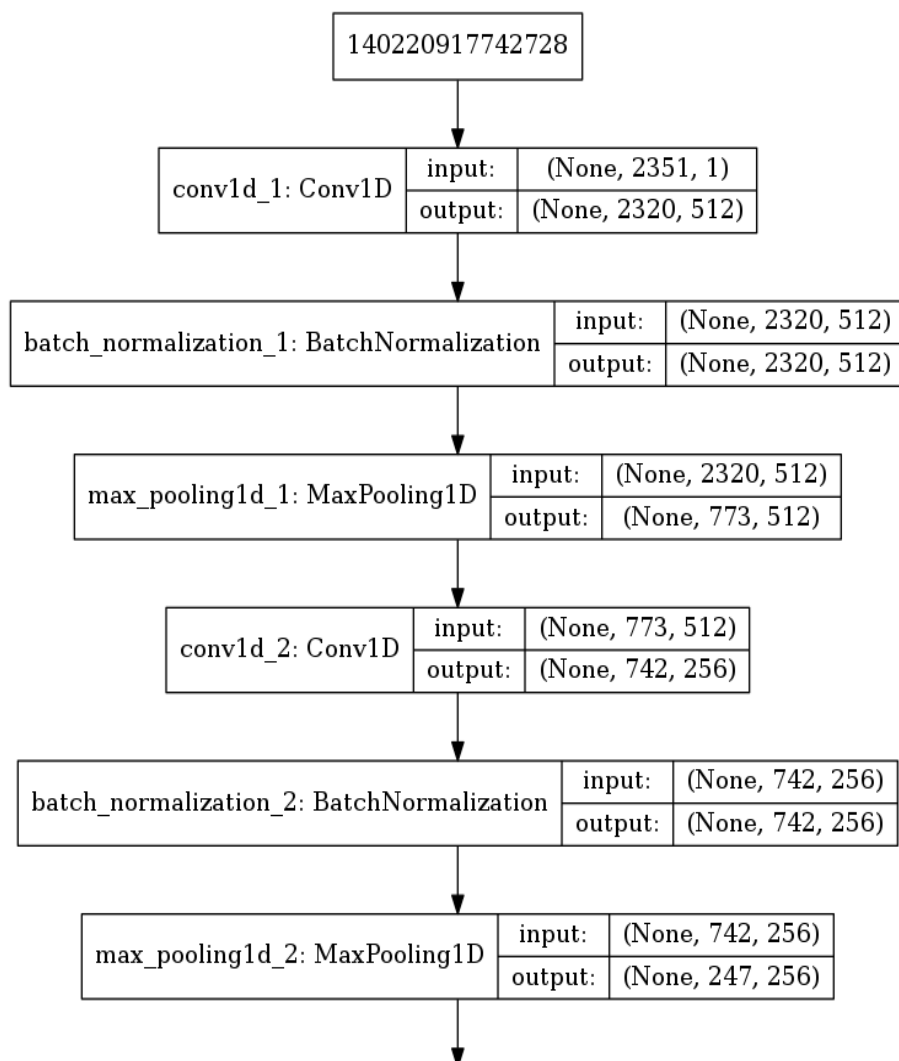 140220917742728
conv1d_1: Conv1D
input:
(None, 2351, 1)
output:
(None, 2320, 512)
batch_normalization_1: BatchNormalization
input:
(None, 2320, 512)
output:
(None, 2320, 512)
max_pooling1d_1: MaxPooling1D
input:
(None, 2320, 512)
output:
(None, 773, 512)
conv1d_2: Conv1D
input:
(None, 773, 512)
output:
(None, 742, 256)
batch_normalization_2: BatchNormalization
input:
(None, 742, 256)
output:
(None, 742, 256)
max_pooling1d_2: MaxPooling1D
input:
(None, 742, 256)
output:
(None, 247, 256)